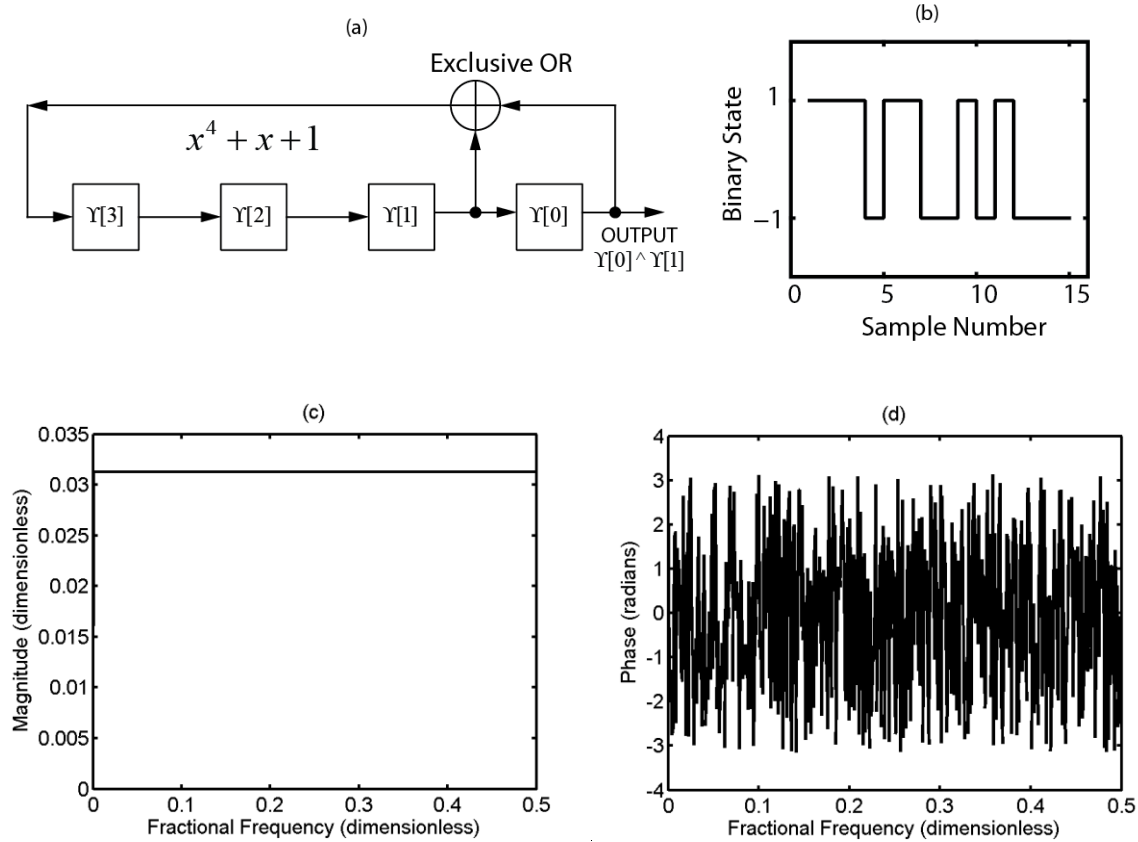 (a)
Exclusive OR
x⁴ + x + 1
ϒ[3]
ϒ[2]
ϒ[1]
ϒ[0]
OUTPUT
ϒ[0] ^ ϒ[1]
(b)
Binary State
1
−1
0
5
10
15
Sample Number
(c)
Magnitude (dimensionless)
0.035
0.03
0.025
0.02
0.015
0.01
0.005
0
0
0.1
0.2
0.3
0.4
0.5
Fractional Frequency (dimensionless)
(d)
Phase (radians)
4
3
2
1
0
-1
-2
-3
-4
0
0.1
0.2
0.3
0.4
0.5
Fractional Frequency (dimensionless)